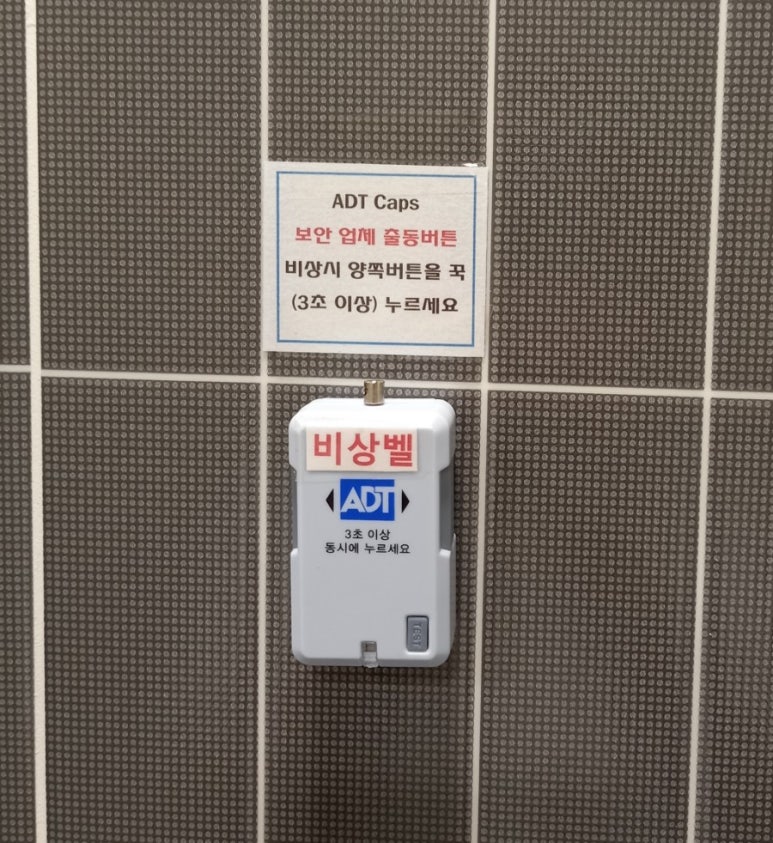 ADT Caps
보안 업체 출동버튼
비상시 양쪽버튼을 꾹
(3초 이상) 누르세요
비상벨
ADT
3초 이상
동시에 누르세요
TEST